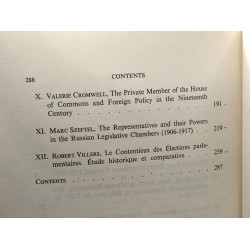 288 CONTENTS
X. VALERIE CROMWELL, The Private Member of the House
of Commons and Foreign Policy in the Nineteenth
Century 191 –
XI. MARC SZEFTEL, The Representatives and their Powers
in the Russian Legislative Chambers (1906-1917) 219 –
XII. ROBERT VILLERS, Le Contentieux des Élections parle-
mentaires. Étude historique et comparative 259 –
CONTENTS 287